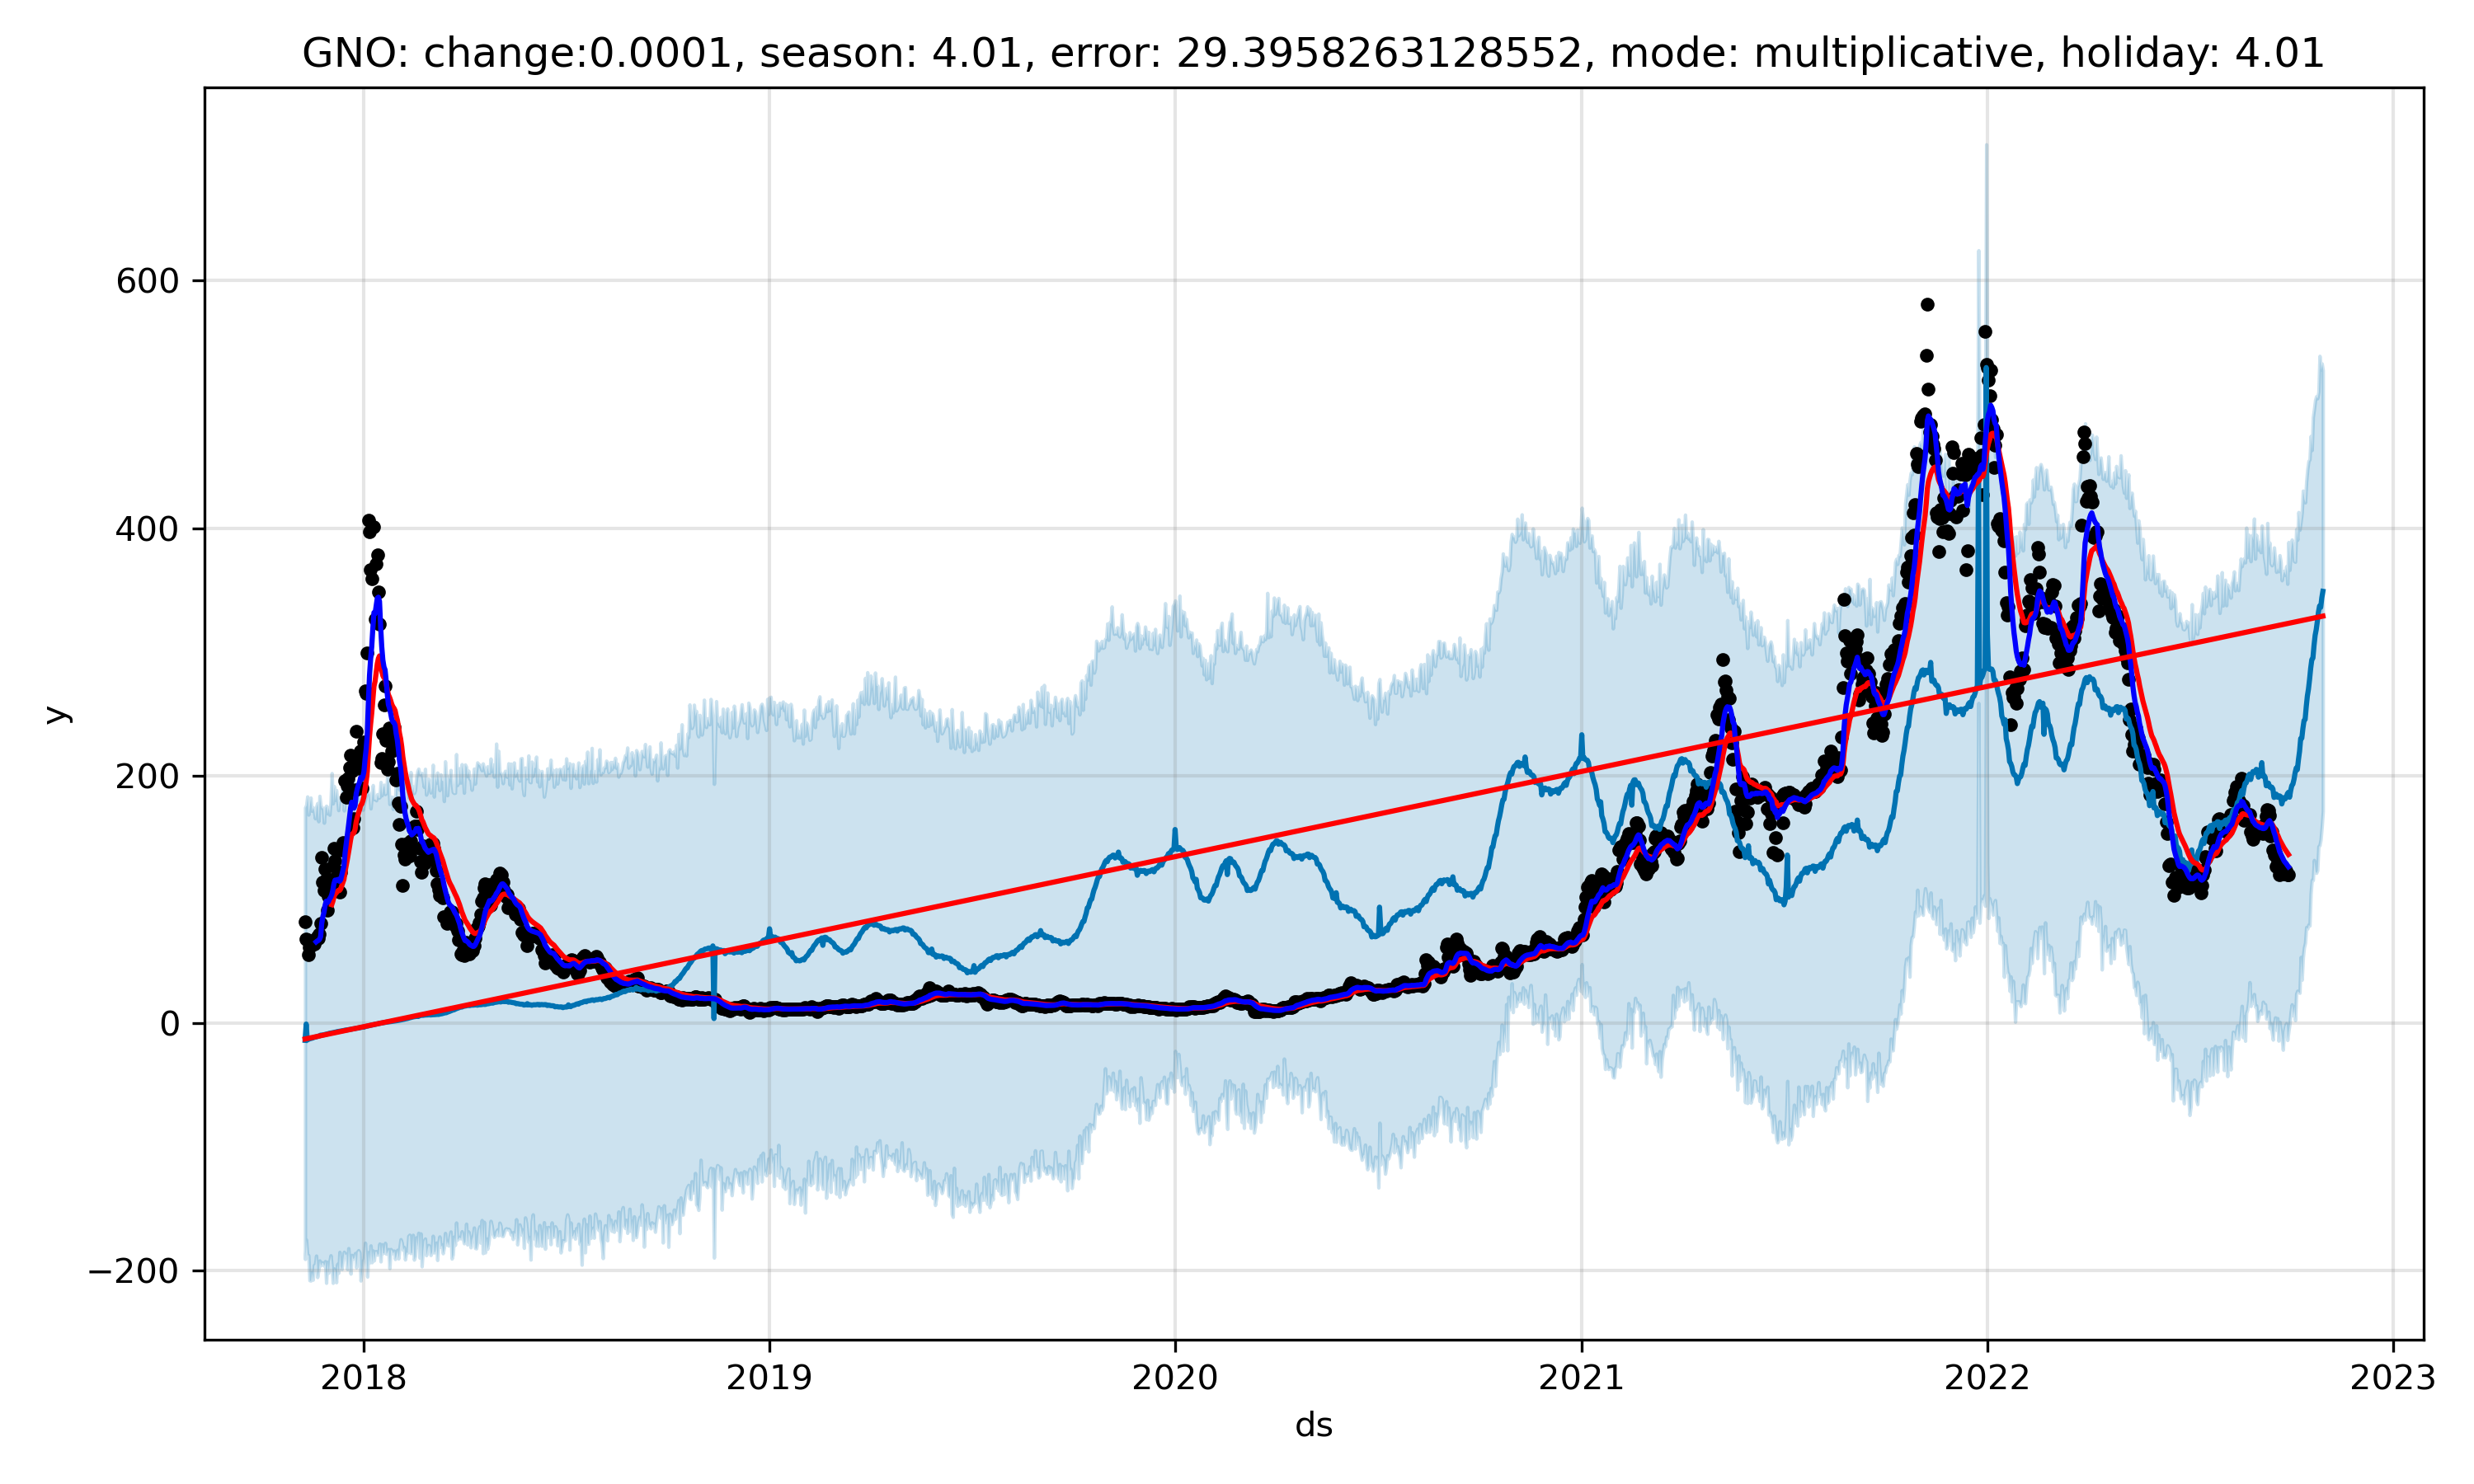 GNO: change:0.0001, season: 4.01, error: 29.3958263128552, mode: multiplicative, holiday: 4.01
y
600
400
200
0
−200
2018 2019 2020 2021 2022 2023
ds